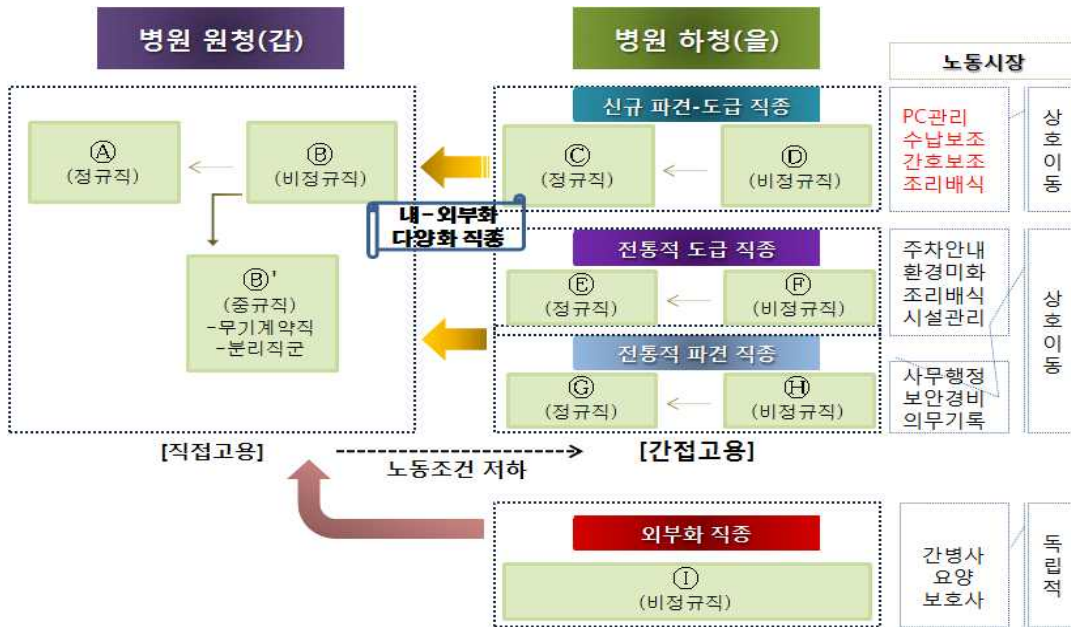 병원 원청(갑)
병원 하청(을)
노동시장
신규 파견-도급 직종
Ⓐ
(정규직)
Ⓑ
(비정규직)
Ⓒ
(정규직)
Ⓓ
(비정규직)
PC관리
수납보조
간호보조
조리배식
상호이동
내-외부화
다양화 직종
Ⓑ'
(중규직)
-무기계약직
-분리직군
전통적 도급 직종
Ⓔ
(정규직)
Ⓕ
(비정규직)
주차안내
환경미화
조리배식
시설관리
상호이동
전통적 파견 직종
Ⓖ
(정규직)
Ⓗ
(비정규직)
사무행정
보안경비
의무기록
[직접고용]
노동조건 저하
[간접고용]
외부화 직종
Ⓘ
(비정규직)
간병사
요양
보호사
독립적